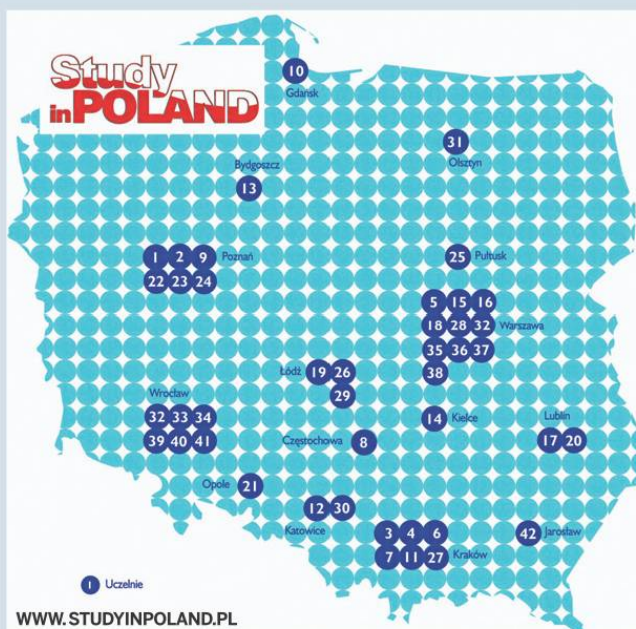 Study
inPOLAND
10
Gdańsk
31
Olsztyn
Bydgoszcz
13
1 2 9 Poznań
22 23 24
25 Pułtusk
5 15 16
18 28 32 Warszawa
35 36 37
38
Łódź 19 26
29
Wrocław
32 33 34
39 40 41
14 Kielce
Lublin
17 20
Częstochowa 8
Opole 21
12 30
Katowice
3 4 6
7 11 27 Kraków
42 Jarosław
1 Uczelnie
WWW.STUDYINPOLAND.PL